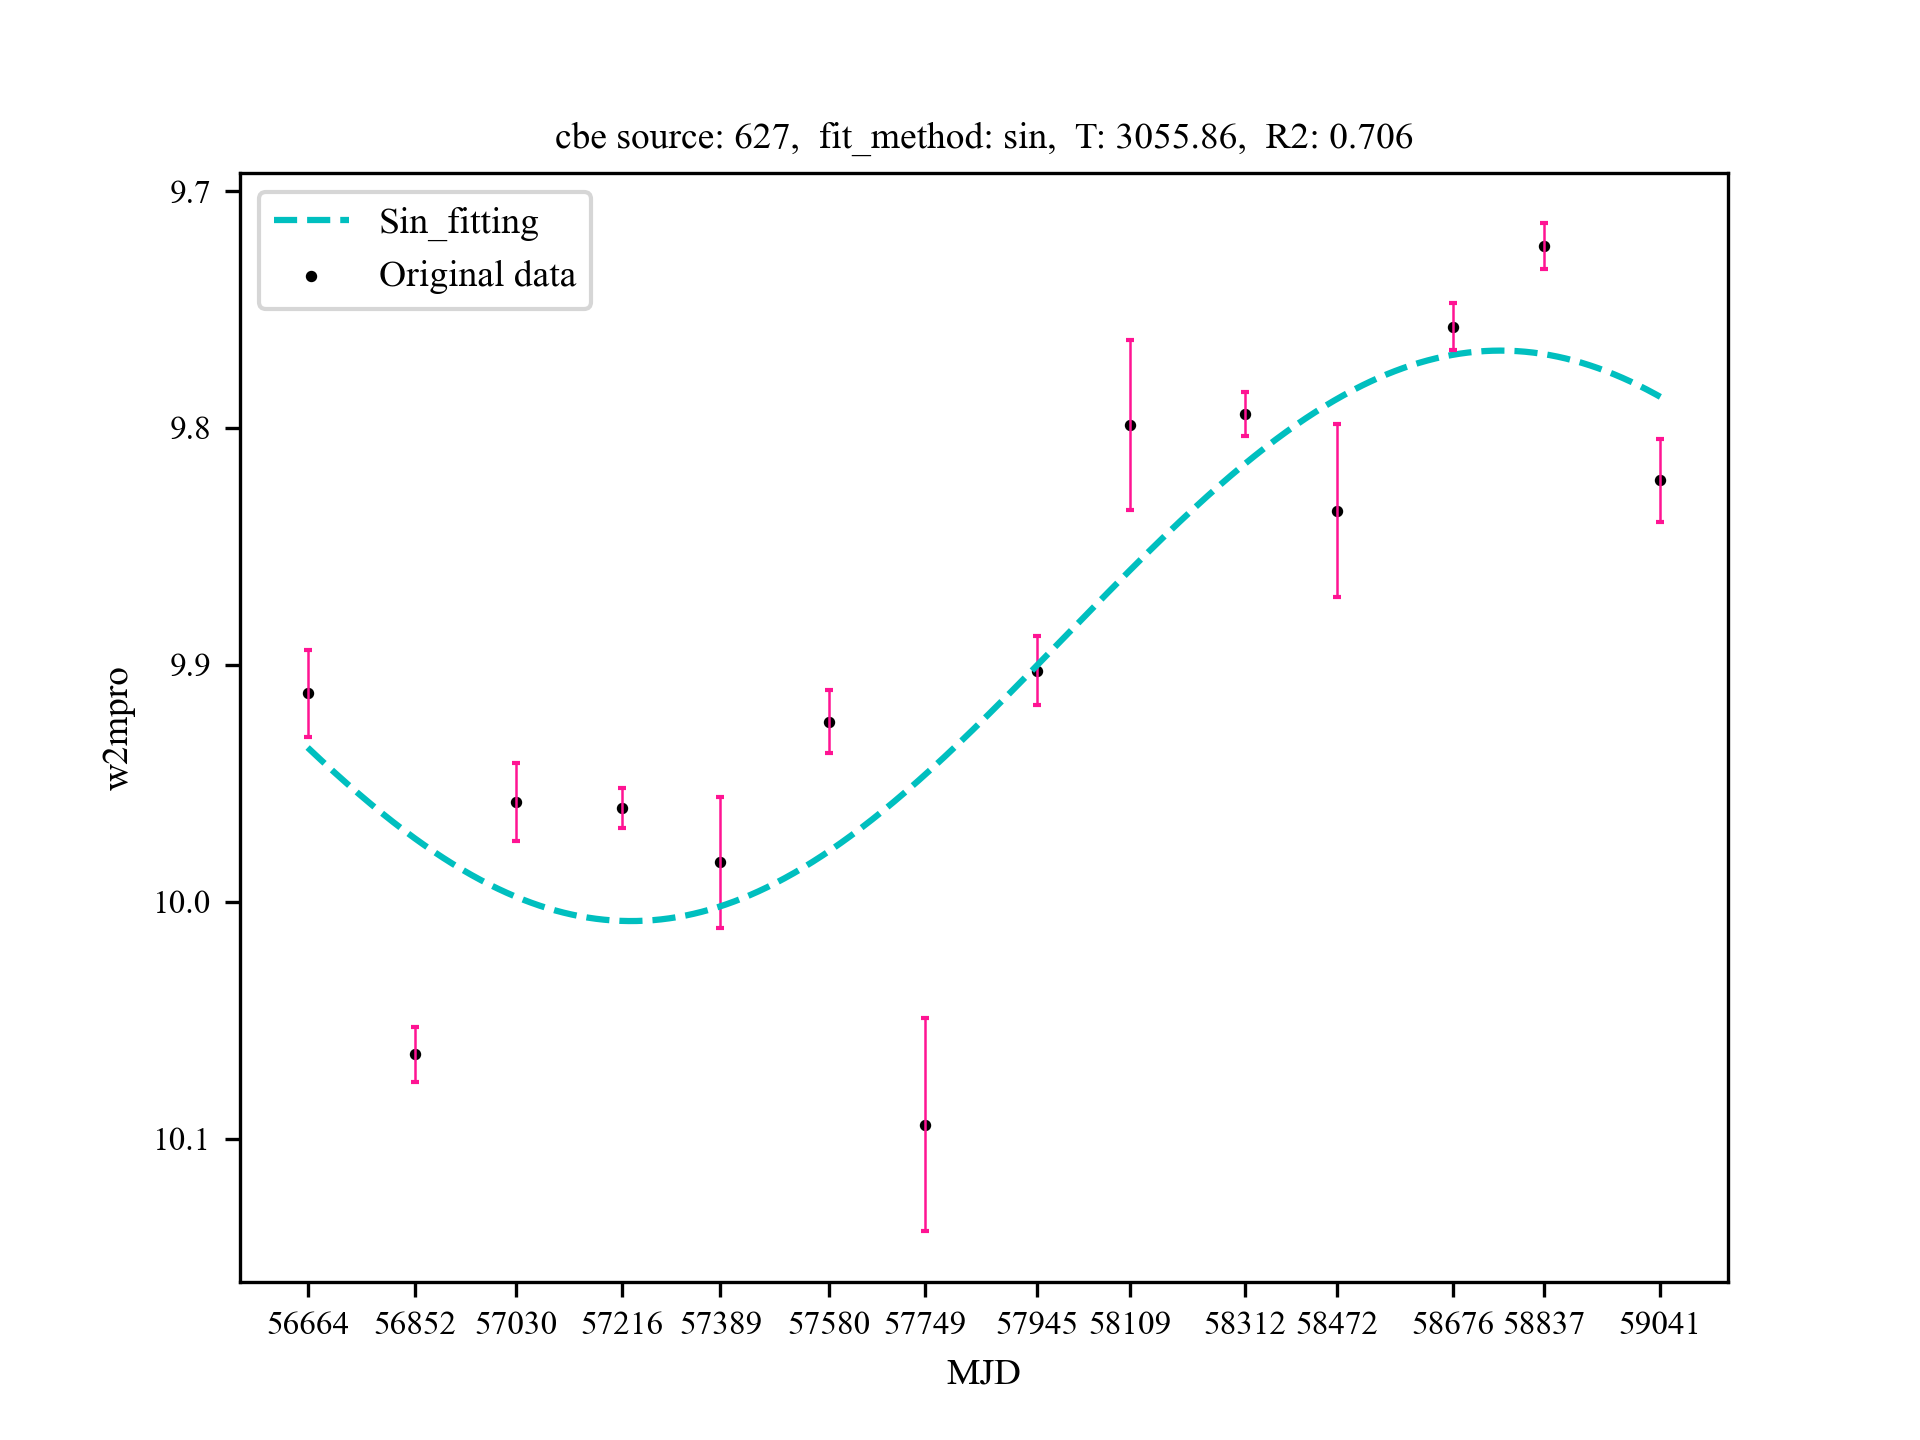 cbe source: 627,  fit_method: sin,  T: 3055.86,  R2: 0.706
Sin_fitting
Original data
9.7
9.8
9.9
10.0
10.1
w2mpro
56664 56852 57030 57216 57389 57580 57749 57945 58109 58312 58472 58676 58837 59041
MJD